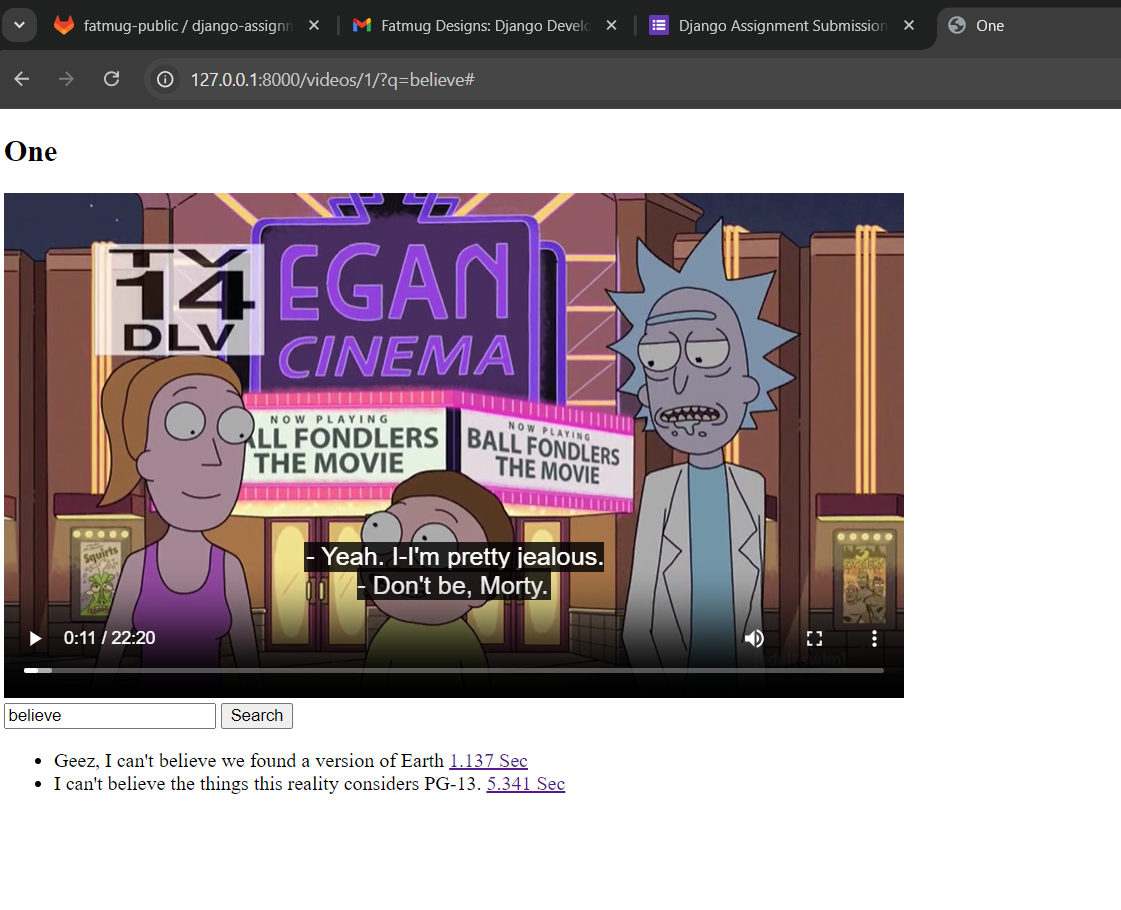 fatmug-public / django-assignn
Fatmug Designs: Django Develo
Django Assignment Submission
One
127.0.0.1:8000/videos/1/?q=believe#
One
TV
14
DLV
EGAN
CINEMA
NOW PLAYING
ALL FONDLERS
THE MOVIE
NOW PLAYING
BALL FONDLERS
THE MOVIE
Squirts
- Yeah. I-I'm pretty jealous.
- Don't be, Morty.
0:11 / 22:20
believe
Search
• Geez, I can't believe we found a version of Earth 1.137 Sec
• I can't believe the things this reality considers PG-13. 5.341 Sec